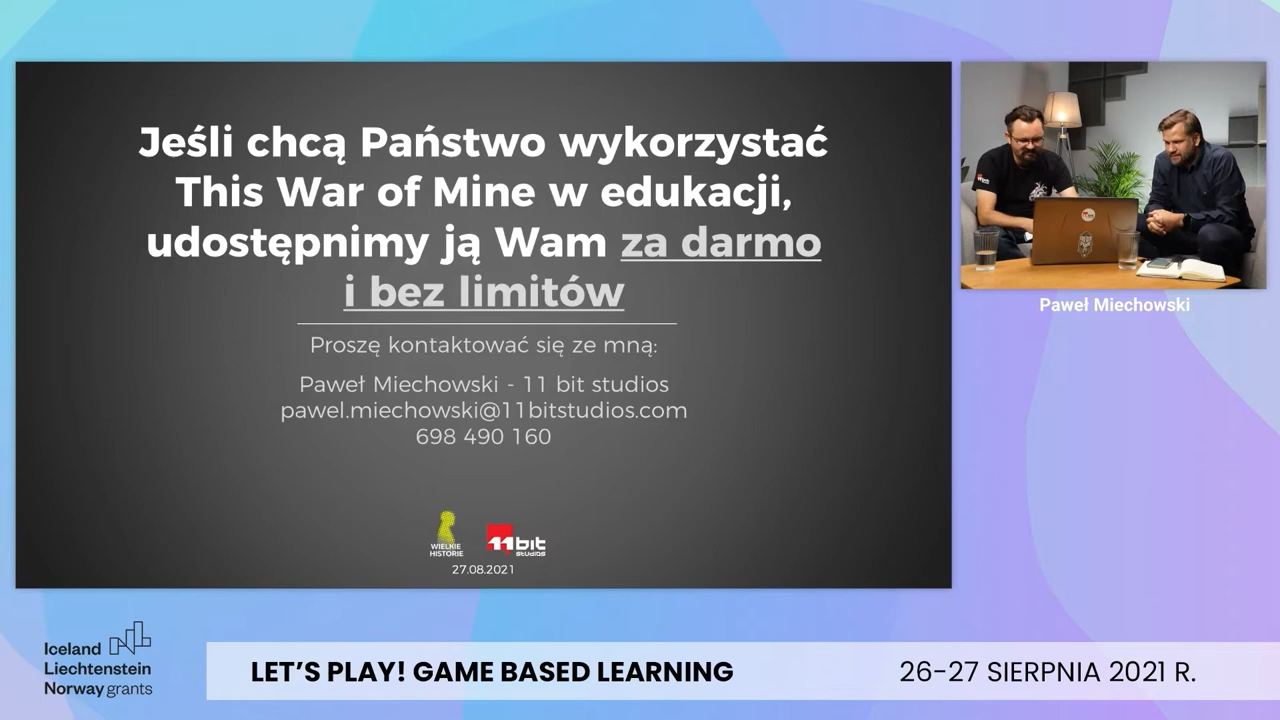 Jeśli chcą Państwo wykorzystać
This War of Mine w edukacji,
udostępnimy ją Wam za darmo
i bez limitów
Proszę kontaktować się ze mną:
Paweł Miechowski - 11 bit studios
pawel.miechowski@11bitstudios.com
698 490 160
WIELKIE
HISTORIE
11bit
studios
27.08.2021
Paweł Miechowski
Iceland
Liechtenstein
Norway grants
LET’S PLAY! GAME BASED LEARNING
26-27 SIERPNIA 2021 R.